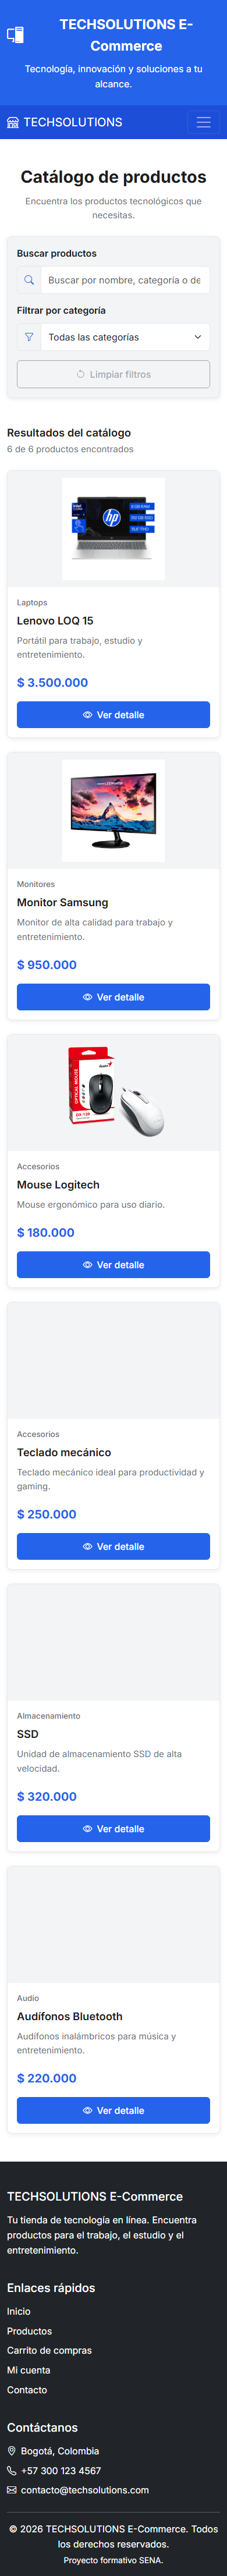 TECHSOLUTIONS E-
Commerce
Tecnología, innovación y soluciones a tu
alcance.
TECHSOLUTIONS
Catálogo de productos
Encuentra los productos tecnológicos que
necesitas.
Buscar productos
Buscar por nombre, categoría o de
Filtrar por categoría
Todas las categorías
Limpiar filtros
Resultados del catálogo
6 de 6 productos encontrados
hp
Laptops
Lenovo LOQ 15
Portátil para trabajo, estudio y
entretenimiento.
$ 3.500.000
Ver detalle
Monitores
Monitor Samsung
Monitor de alta calidad para trabajo y
entretenimiento.
$ 950.000
Ver detalle
Accesorios
Mouse Logitech
Mouse ergonómico para uso diario.
$ 180.000
Ver detalle
Accesorios
Teclado mecánico
Teclado mecánico ideal para productividad y
gaming.
$ 250.000
Ver detalle
Almacenamiento
SSD
Unidad de almacenamiento SSD de alta
velocidad.
$ 320.000
Ver detalle
Audio
Audífonos Bluetooth
Audífonos inalámbricos para música y
entretenimiento.
$ 220.000
Ver detalle
TECHSOLUTIONS E-Commerce
Tu tienda de tecnología en línea. Encuentra
productos para el trabajo, el estudio y el
entretenimiento.
Enlaces rápidos
Inicio
Productos
Carrito de compras
Mi cuenta
Contacto
Contáctanos
Bogotá, Colombia
+57 300 123 4567
contacto@techsolutions.com
© 2026 TECHSOLUTIONS E-Commerce. Todos
los derechos reservados.
Proyecto formativo SENA.